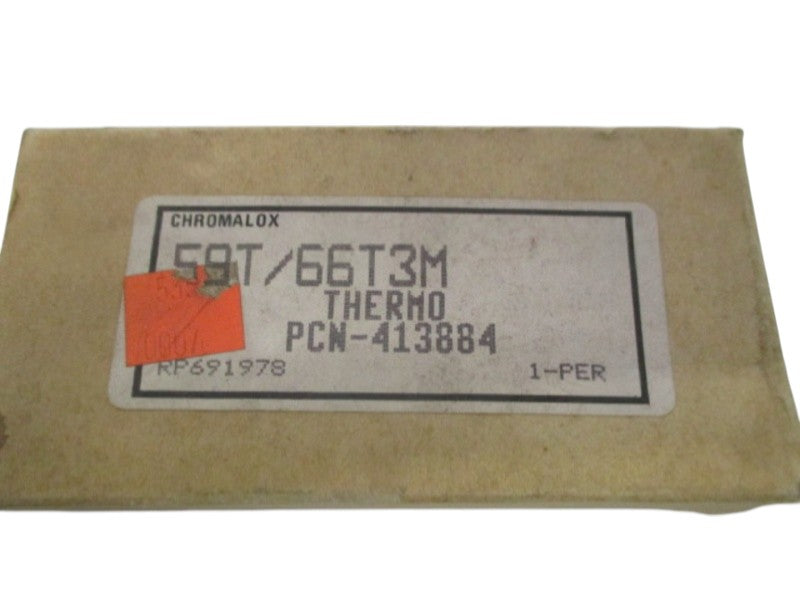 CHROMALOX
59T/66T3M
THERMO
PCN-413884
RP691978
1-PER